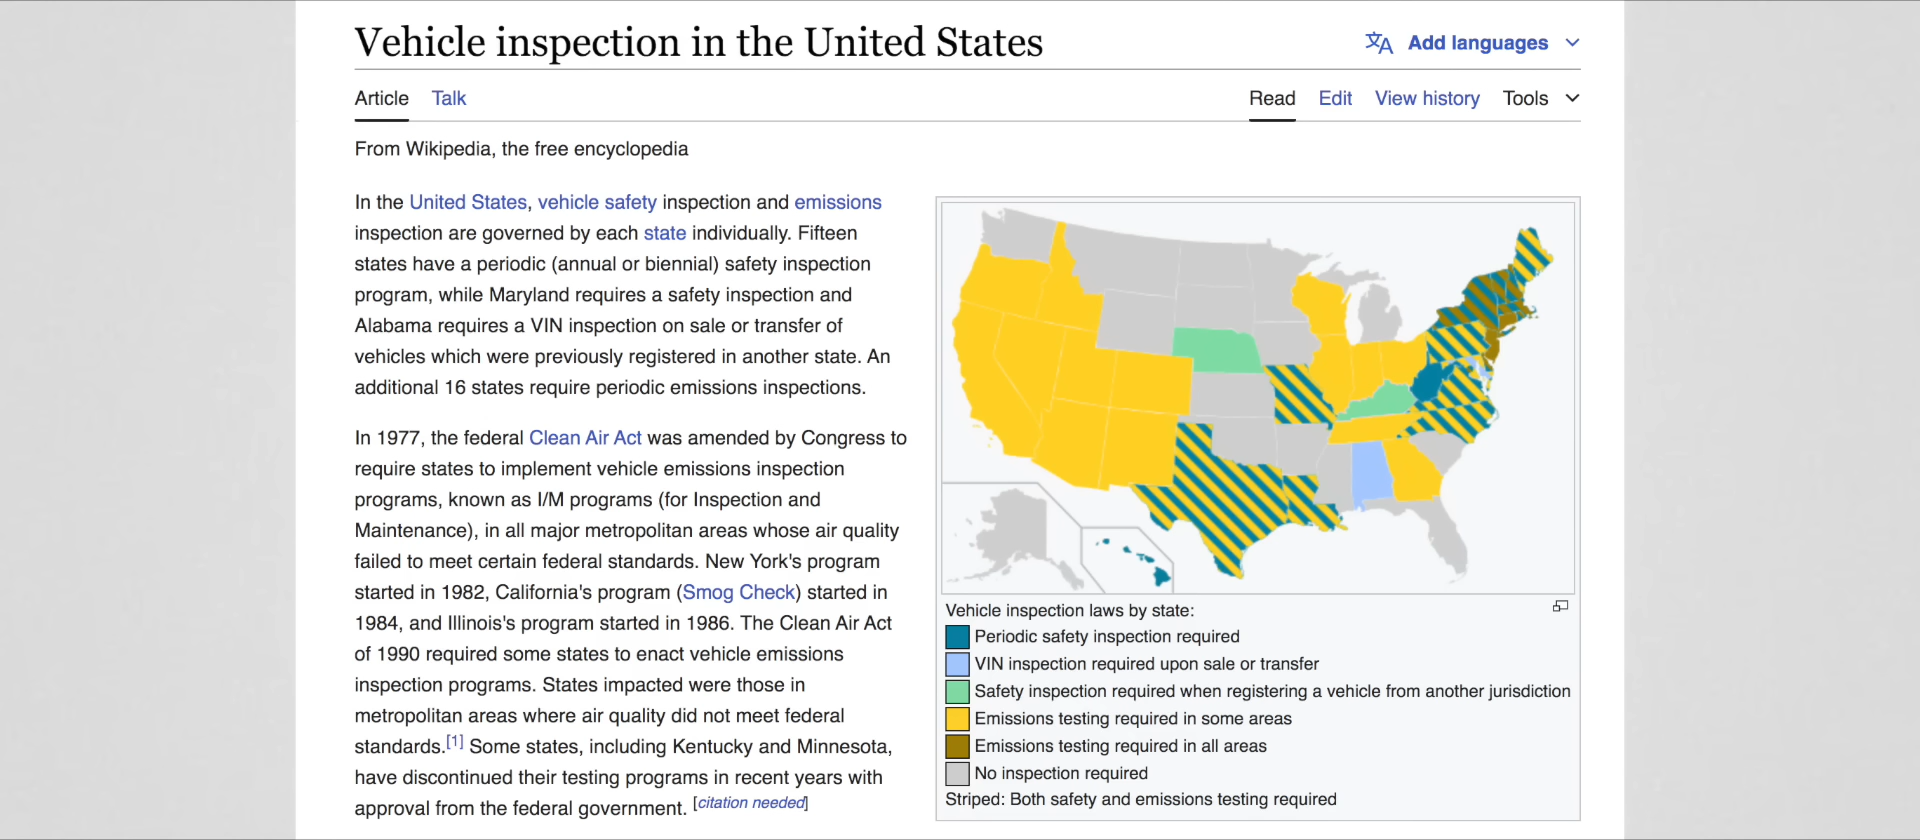 Vehicle inspection in the United States
Add languages
Article Talk
Read Edit View history Tools
From Wikipedia, the free encyclopedia
In the United States, vehicle safety inspection and emissions
inspection are governed by each state individually. Fifteen
states have a periodic (annual or biennial) safety inspection
program, while Maryland requires a safety inspection and
Alabama requires a VIN inspection on sale or transfer of
vehicles which were previously registered in another state. An
additional 16 states require periodic emissions inspections.
In 1977, the federal Clean Air Act was amended by Congress to
require states to implement vehicle emissions inspection
programs, known as I/M programs (for Inspection and
Maintenance), in all major metropolitan areas whose air quality
failed to meet certain federal standards. New York's program
started in 1982, California's program (Smog Check) started in
1984, and Illinois's program started in 1986. The Clean Air Act
of 1990 required some states to enact vehicle emissions
inspection programs. States impacted were those in
metropolitan areas where air quality did not meet federal
standards.[1] Some states, including Kentucky and Minnesota,
have discontinued their testing programs in recent years with
approval from the federal government. [citation needed]
Vehicle inspection laws by state:
Periodic safety inspection required
VIN inspection required upon sale or transfer
Safety inspection required when registering a vehicle from another jurisdiction
Emissions testing required in some areas
Emissions testing required in all areas
No inspection required
Striped: Both safety and emissions testing required